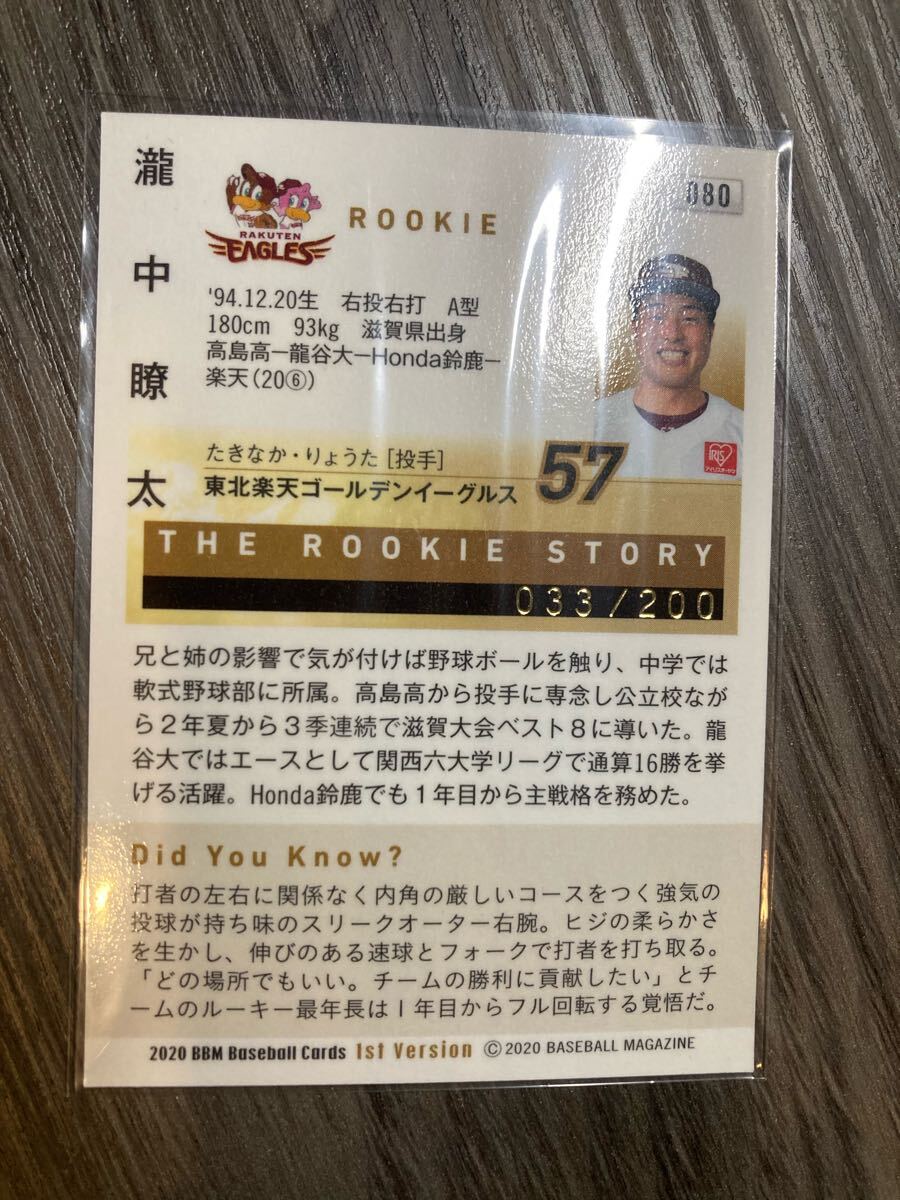 瀧中瞭太
RAKUTEN
EAGLES
ROOKIE
080
'94.12.20生 右投右打 A型
180cm 93kg 滋賀県出身
高島高ー龍谷大ーHonda鈴鹿ー
楽天(20⑥)
IRIS
アイリスオーヤマ
たきなか・りょうた [投手]
東北楽天ゴールデンイーグルス
57
THE ROOKIE STORY
033/200
兄と姉の影響で気が付けば野球ボールを触り、中学では
軟式野球部に所属。高島高から投手に専念し公立校なが
ら2年夏から3季連続で滋賀大会ベスト8に導いた。龍
谷大ではエースとして関西六大学リーグで通算16勝を挙
げる活躍。Honda鈴鹿でも1年目から主戦格を務めた。
Did You Know?
打者の左右に関係なく内角の厳しいコースをつく強気の
投球が持ち味のスリークオーター右腕。ヒジの柔らかさ
を生かし、伸びのある速球とフォークで打者を打ち取る。
「どの場所でもいい。チームの勝利に貢献したい」とチ
ームのルーキー最年長は1年目からフル回転する覚悟だ。
2020 BBM Baseball Cards 1st Version ©2020 BASEBALL MAGAZINE